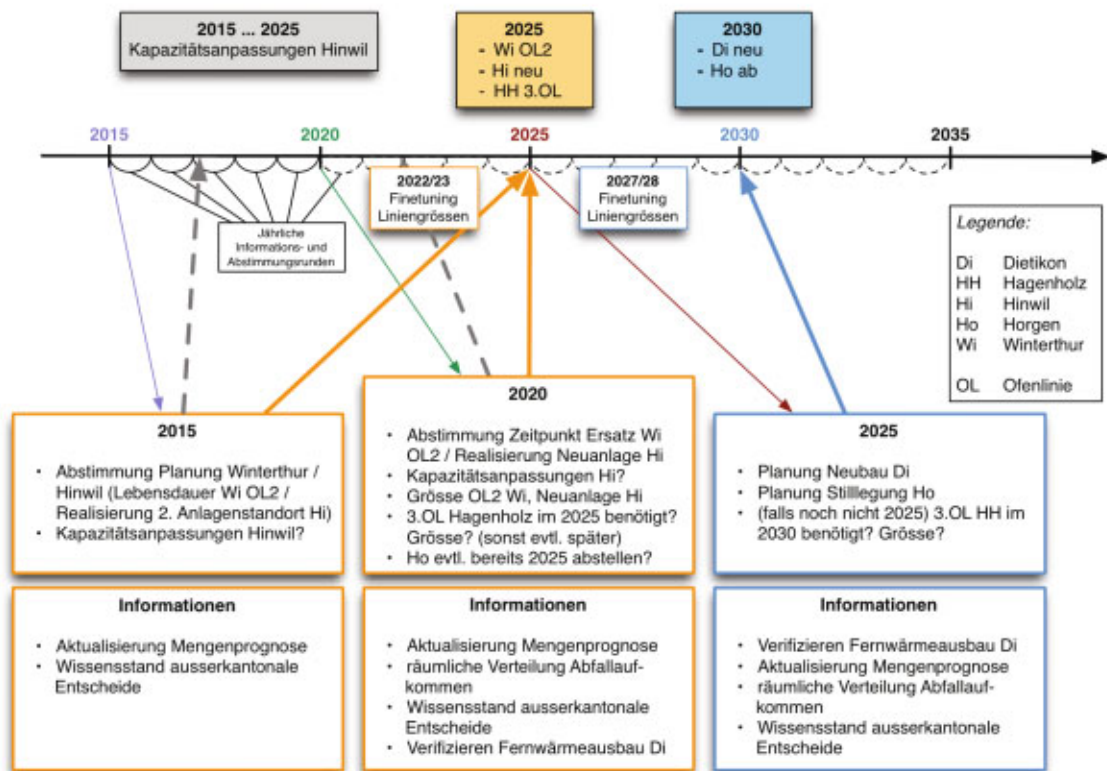 2015 ... 2025
Kapazitätsanpassungen Hinwil
2025
- Wi OL2
- Hi neu
- HH 3.OL
2030
- Di neu
- Ho ab
2015
2020
2025
2030
2035
2022/23
Finetuning
Liniengrössen
2027/28
Finetuning
Liniengrössen
Jährliche
Informations- und
Abstimmungsrunden
Legende:
Di Dietikon
HH Hagenholz
Hi Hinwil
Ho Horgen
Wi Winterthur
OL Ofenlinie
2015
• Abstimmung Planung Winterthur /
Hinwil (Lebensdauer Wi OL2 /
Realisierung 2. Anlagenstandort Hi)
• Kapazitätsanpassungen Hinwil?
2020
• Abstimmung Zeitpunkt Ersatz Wi
OL2 / Realisierung Neuanlage Hi
• Kapazitätsanpassungen Hi?
• Grösse OL2 Wi, Neuanlage Hi
• 3.OL Hagenholz im 2025 benötigt?
Grösse? (sonst evtl. später)
• Ho evtl. bereits 2025 abstellen?
2025
• Planung Neubau Di
• Planung Stilllegung Ho
• (falls noch nicht 2025) 3.OL HH im
2030 benötigt? Grösse?
Informationen
• Aktualisierung Mengenprognose
• Wissensstand ausserkantonale
Entscheide
Informationen
• Aktualisierung Mengenprognose
• räumliche Verteilung Abfallauf-
kommen
• Wissensstand ausserkantonale
Entscheide
• Verifizieren Fernwärmeausbau Di
Informationen
• Verifizieren Fernwärmeausbau Di
• Aktualisierung Mengenprognose
• räumliche Verteilung Abfallauf-
kommen
• Wissensstand ausserkantonale
Entscheide